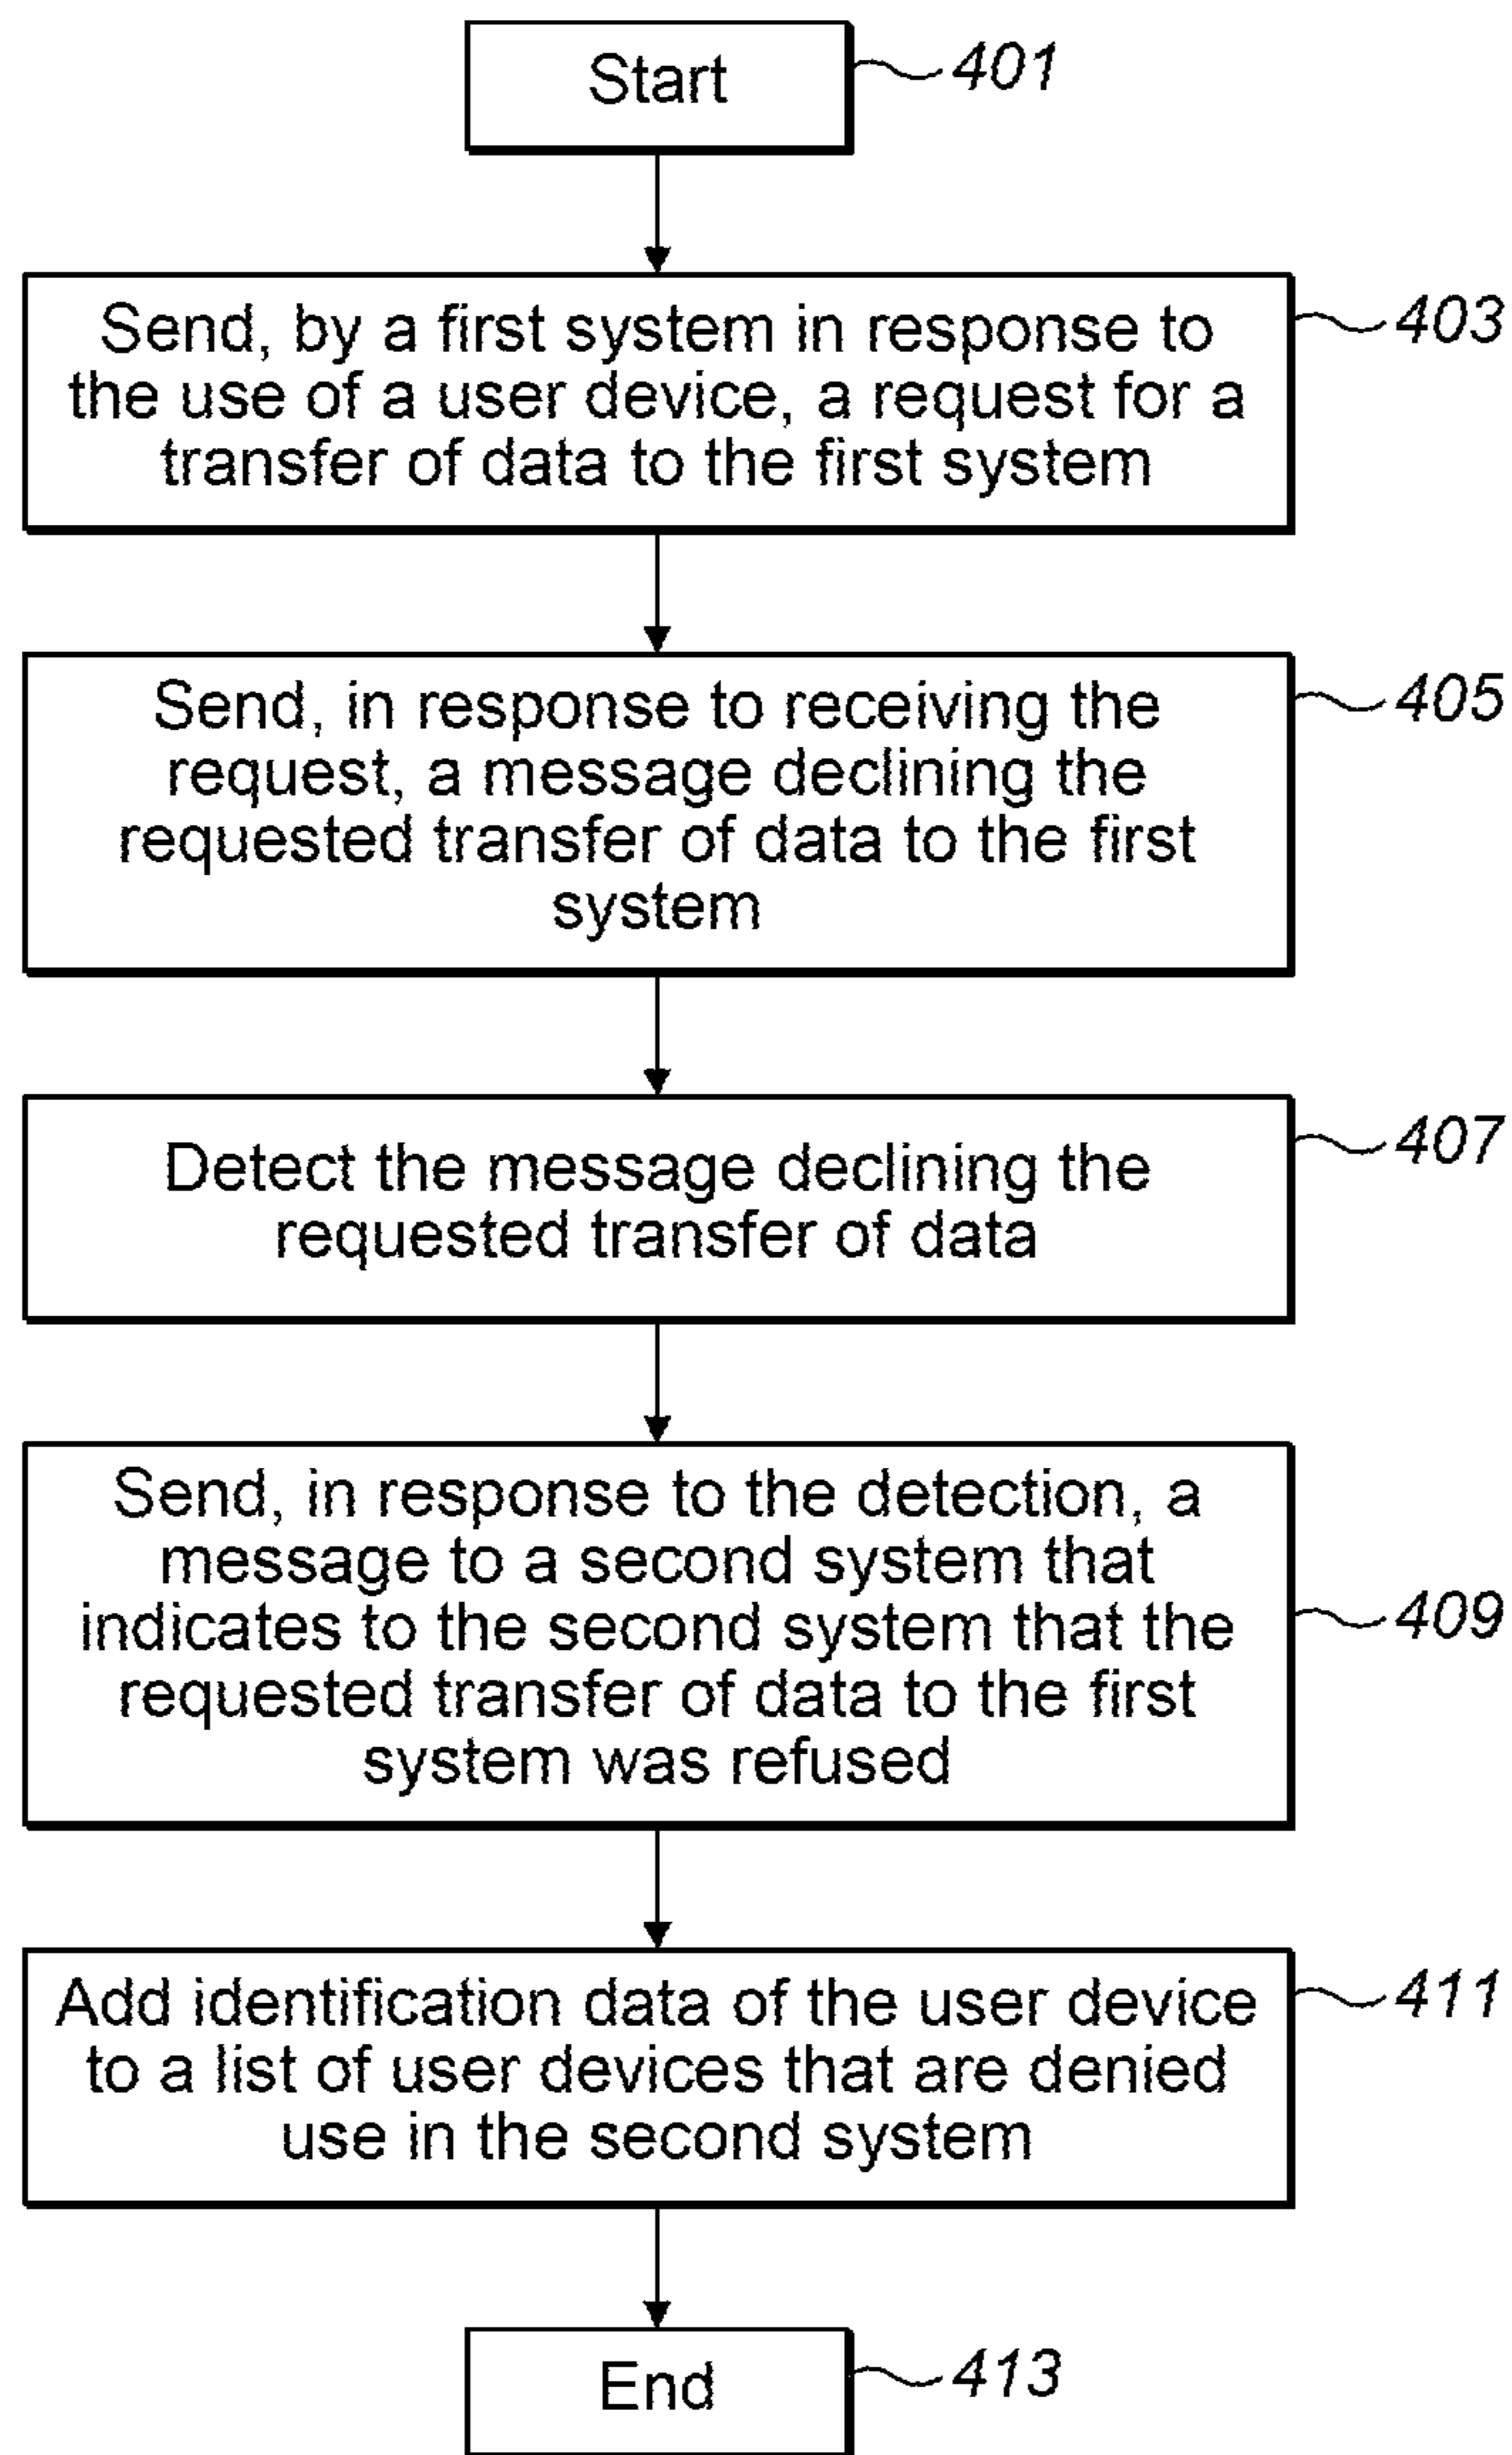 Start
401
Send, by a first system in response to
the use of a user device, a request for a
transfer of data to the first system
403
Send, in response to receiving the
request, a message declining the
requested transfer of data to the first
system
405
Detect the message declining the
requested transfer of data
407
Send, in response to the detection, a
message to a second system that
indicates to the second system that the
requested transfer of data to the first
system was refused
409
Add identification data of the user device
to a list of user devices that are denied
use in the second system
411
End
413